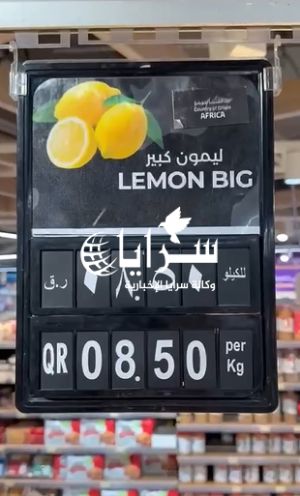 Country of Origin
AFRICA
ليمون كبير
LEMON BIG
سرايا
وكالة سرايا الإخبارية
ر.ق
للكيلو
QR 08.50 per Kg